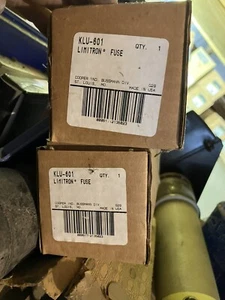 KLU-601 QTY. 1
LIMITRON® FUSE
COOPER IND. BUSSMANN DIV.
ST. LOUIS, MO MADE IN USA
KLU-601 QTY. 1
LIMITRON® FUSE
COOPER IND. BUSSMANN DIV
ST. LOUIS, MO MADE IN USA